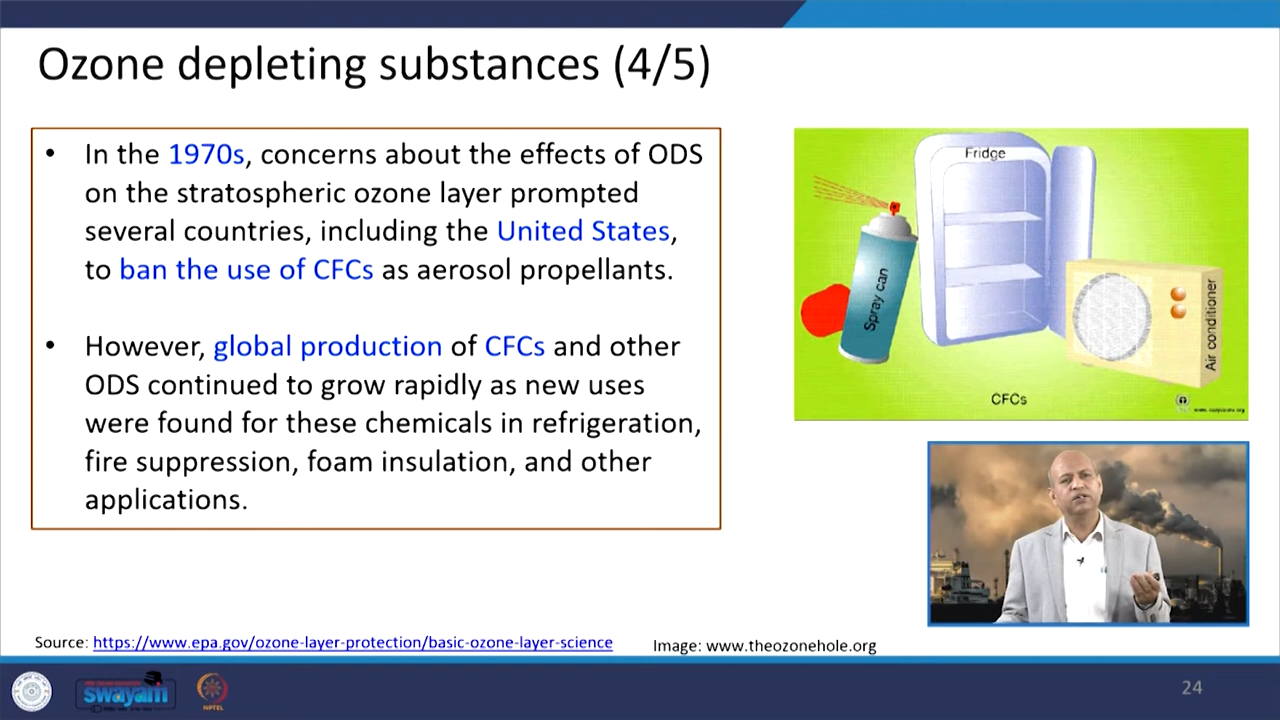 Ozone depleting substances (4/5)
• In the 1970s, concerns about the effects of ODS
on the stratospheric ozone layer prompted
several countries, including the United States,
to ban the use of CFCs as aerosol propellants.
• However, global production of CFCs and other
ODS continued to grow rapidly as new uses
were found for these chemicals in refrigeration,
fire suppression, foam insulation, and other
applications.
Fridge
Spray can
Air conditioner
CFCs
Source: https://www.epa.gov/ozone-layer-protection/basic-ozone-layer-science
Image: www.theozonehole.org
swayam
NPTEL
24